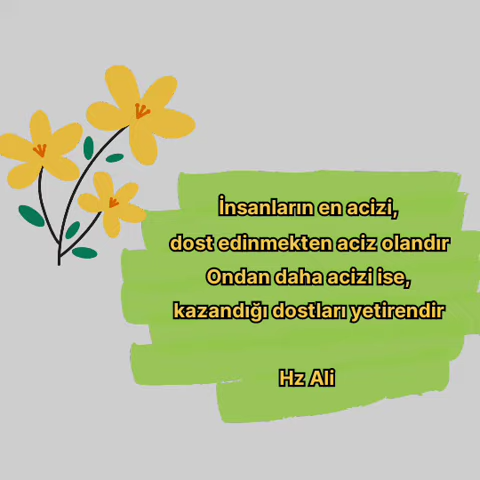 İnsanların en acizi,
dost edinmekten aciz olandır
Ondan daha acizi ise,
kazandığı dostları yetirendir
Hz Ali